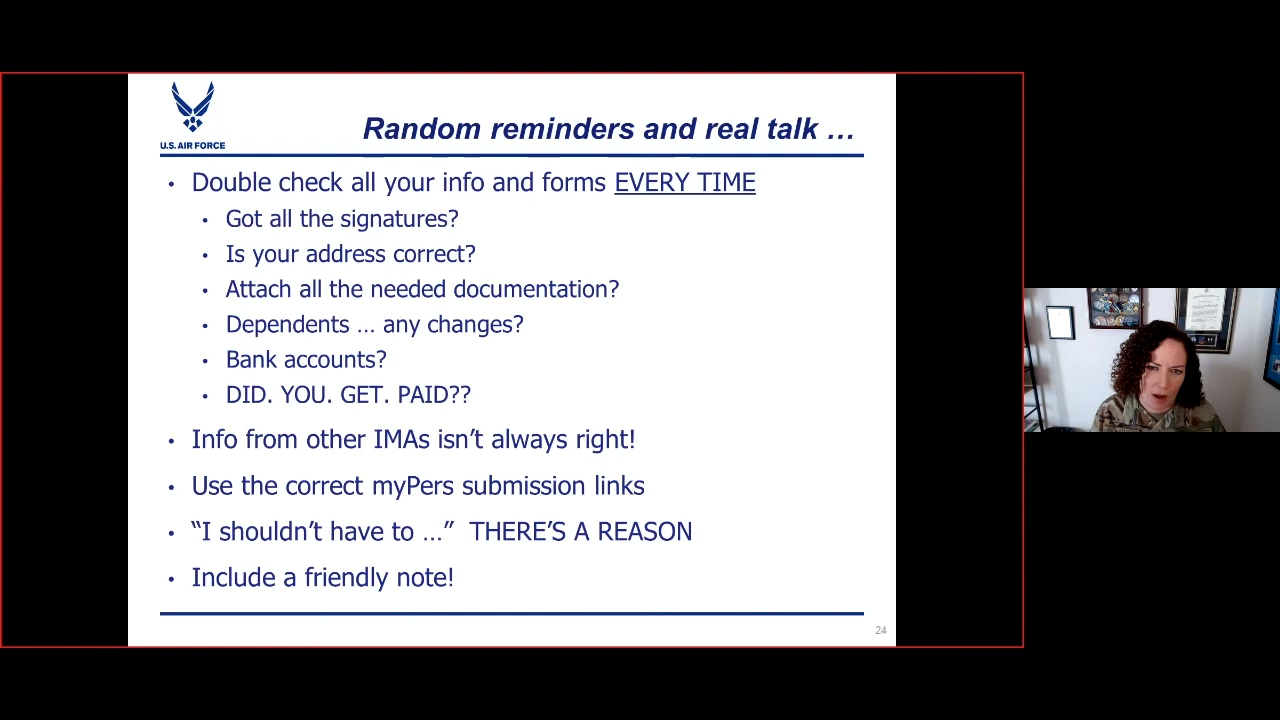 U.S. AIR FORCE
Random reminders and real talk …
• Double check all your info and forms EVERY TIME
• Got all the signatures?
• Is your address correct?
• Attach all the needed documentation?
• Dependents … any changes?
• Bank accounts?
• DID. YOU. GET. PAID??
• Info from other IMAs isn’t always right!
• Use the correct myPers submission links
• “I shouldn’t have to …”  THERE’S A REASON
• Include a friendly note!
24